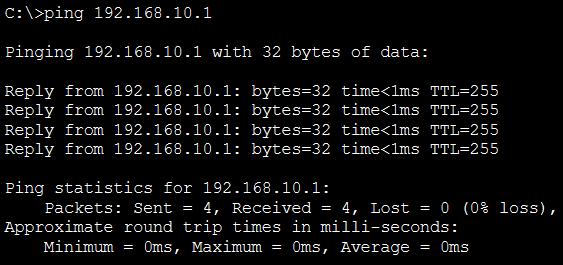 C:\>ping 192.168.10.1
Pinging 192.168.10.1 with 32 bytes of data:
Reply from 192.168.10.1: bytes=32 time<1ms TTL=255
Reply from 192.168.10.1: bytes=32 time<1ms TTL=255
Reply from 192.168.10.1: bytes=32 time<1ms TTL=255
Reply from 192.168.10.1: bytes=32 time<1ms TTL=255
Ping statistics for 192.168.10.1:
    Packets: Sent = 4, Received = 4, Lost = 0 (0% loss),
Approximate round trip times in milli-seconds:
    Minimum = 0ms, Maximum = 0ms, Average = 0ms